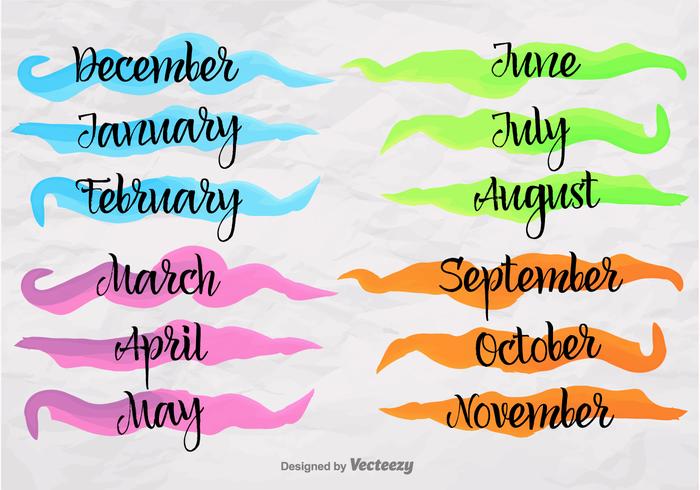 December
January
February
March
April
May
June
July
August
September
October
November
Designed by Vecteezy